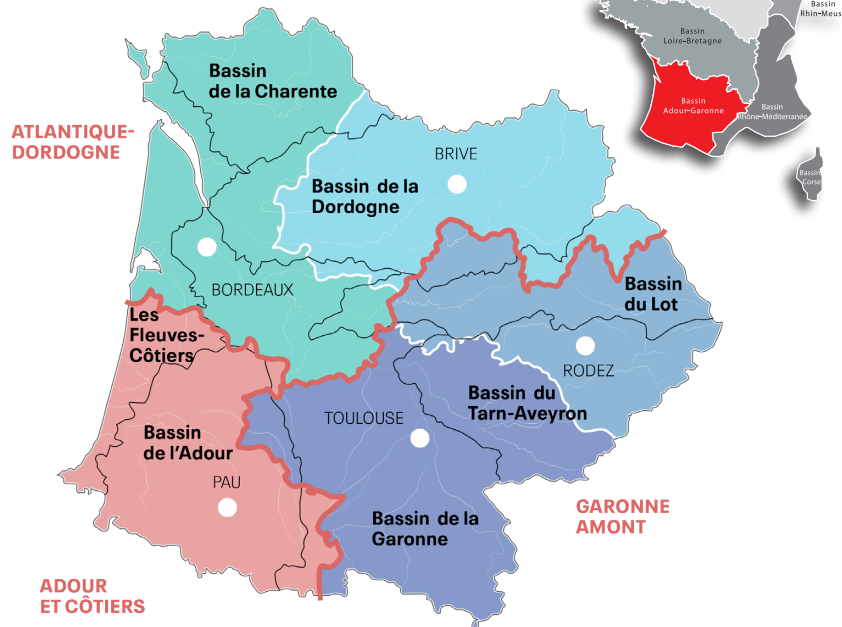 Bassin
Rhin-Meus
Bassin
Loire-Bretagne
Bassin
Adour-Garonne
Bassin
Rhône-Méditerranée
Bassin
Corse
Bassin
de la Charente
ATLANTIQUE-
DORDOGNE
BRIVE
Bassin de la
Dordogne
BORDEAUX
Bassin
du Lot
Les
Fleuves-
Côtiers
RODEZ
Bassin du
Tarn-Aveyron
TOULOUSE
Bassin
de l'Adour
PAU
Bassin de la
Garonne
GARONNE
AMONT
ADOUR
ET CÔTIERS